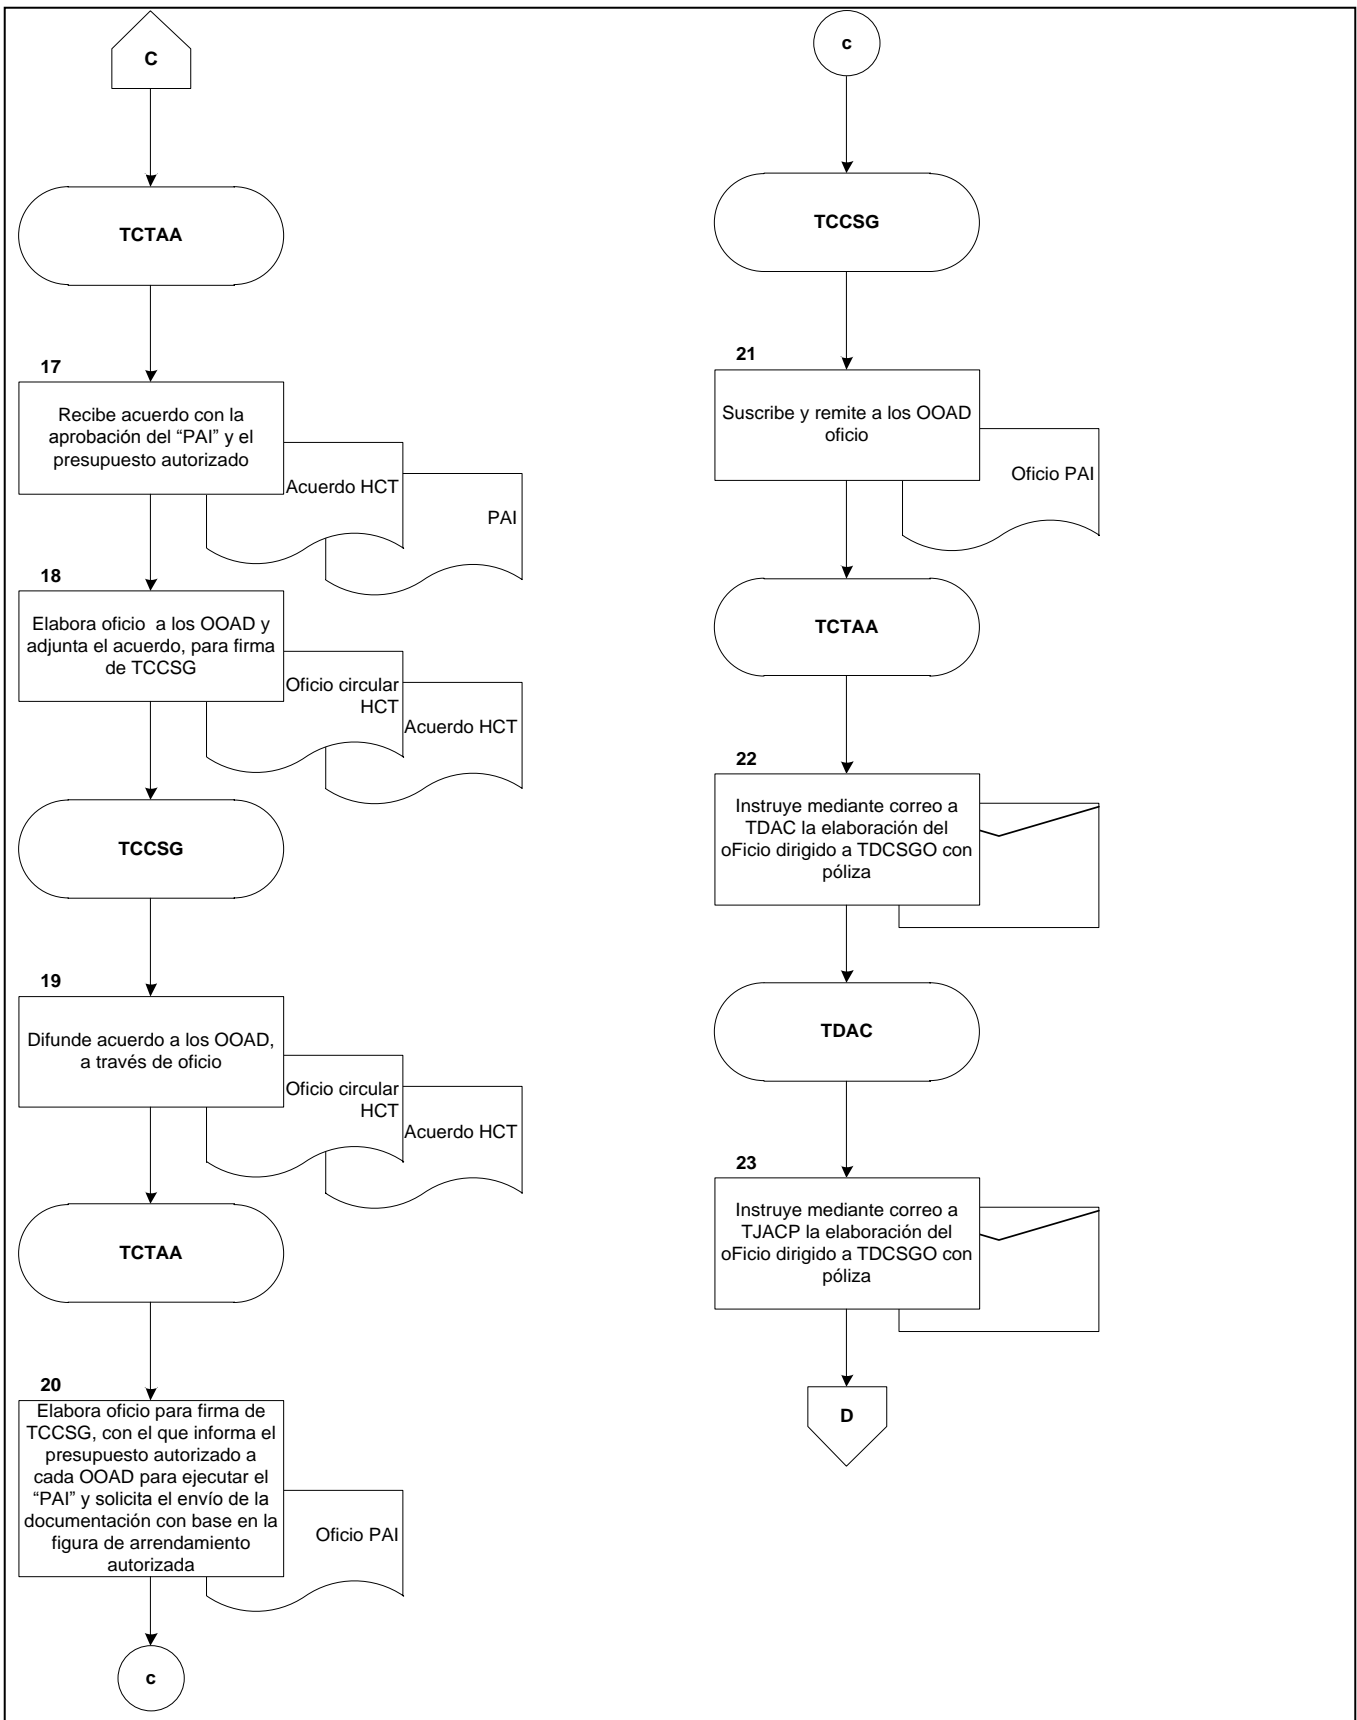 C
TCTAA
17
Recibe acuerdo con la
aprobación del “PAI” y el
presupuesto autorizado
Acuerdo HCT
PAI
18
Elabora oficio  a los OOAD y
adjunta el acuerdo, para firma
de TCCSG
Oficio circular
HCT
Acuerdo HCT
TCCSG
19
Difunde acuerdo a los OOAD,
a través de oficio
Oficio circular
HCT
Acuerdo HCT
TCTAA
20
Elabora oficio para firma de
TCCSG, con el que informa el
presupuesto autorizado a
cada OOAD para ejecutar el
“PAI” y solicita el envío de la
documentación con base en la
figura de arrendamiento
autorizada
Oficio PAI
c
c
TCCSG
21
Suscribe y remite a los OOAD
oficio
Oficio PAI
TCTAA
22
Instruye mediante correo a
TDAC la elaboración del
oFicio dirigido a TDCSGO con
póliza
TDAC
23
Instruye mediante correo a
TJACP la elaboración del
oFicio dirigido a TDCSGO con
póliza
D